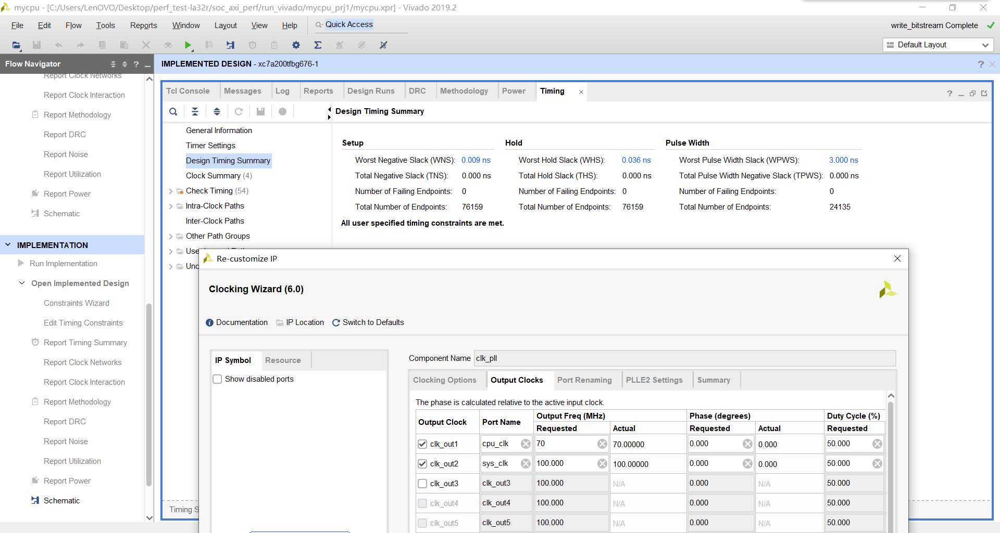 mycpu - [C:/Users/LenOVO/Desktop/perf_test-la32r/soc_axi_perf/run_vivado/mycpu_prj1/mycpu.xpr] - Vivado 2019.2
File Edit Flow Tools Reports Window Layout View Help Quick Access
write_bitstream Complete
Default Layout
Flow Navigator
IMPLEMENTED DESIGN - xc7a200tfbg676-1
Report Clock Networks
Report Clock Interaction
Report Methodology
Report DRC
Report Noise
Report Utilization
Report Power
Schematic
IMPLEMENTATION
Run Implementation
Open Implemented Design
Constraints Wizard
Edit Timing Constraints
Report Timing Summary
Report Clock Networks
Report Clock Interaction
Report Methodology
Report DRC
Report Noise
Report Utilization
Report Power
Schematic
Tcl Console Messages Log Reports Design Runs DRC Methodology Power Timing
Design Timing Summary
General Information
Timer Settings
Design Timing Summary
Clock Summary (4)
Check Timing (54)
Intra-Clock Paths
Inter-Clock Paths
Other Path Groups
Use
Unc
Timing S
Setup Hold Pulse Width
Worst Negative Slack (WNS): 0.009 ns Worst Hold Slack (WHS): 0.036 ns Worst Pulse Width Slack (WPWS): 3.000 ns
Total Negative Slack (TNS): 0.000 ns Total Hold Slack (THS): 0.000 ns Total Pulse Width Negative Slack (TPWS): 0.000 ns
Number of Failing Endpoints: 0 Number of Failing Endpoints: 0 Number of Failing Endpoints: 0
Total Number of Endpoints: 76159 Total Number of Endpoints: 76159 Total Number of Endpoints: 24135
All user specified timing constraints are met.
Re-customize IP
Clocking Wizard (6.0)
Documentation IP Location Switch to Defaults
IP Symbol Resource
Show disabled ports
Component Name clk_pll
Clocking Options Output Clocks Port Renaming PLLE2 Settings Summary
The phase is calculated relative to the active input clock.
Output Clock Port Name Output Freq (MHz) Phase (degrees) Duty Cycle (%)
Requested Actual Requested Actual Requested
clk_out1 cpu_clk 70 70.00000 0.000 0.000 50.000
clk_out2 sys_clk 100.000 100.00000 0.000 0.000 50.000
clk_out3 clk_out3 100.000 N/A 0.000 N/A 50.000
clk_out4 clk_out4 100.000 N/A 0.000 N/A 50.000
clk_out5 clk_out5 100.000 N/A 0.000 N/A 50.000